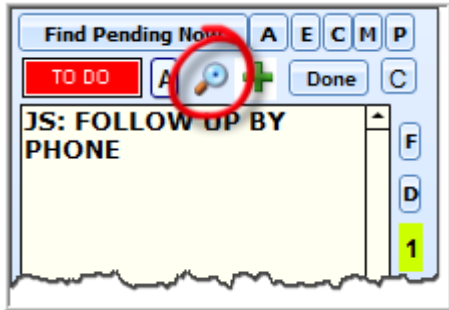 Find Pending Now A E C M P
TO DO A Done C
JS: FOLLOW UP BY
PHONE
F
D
1